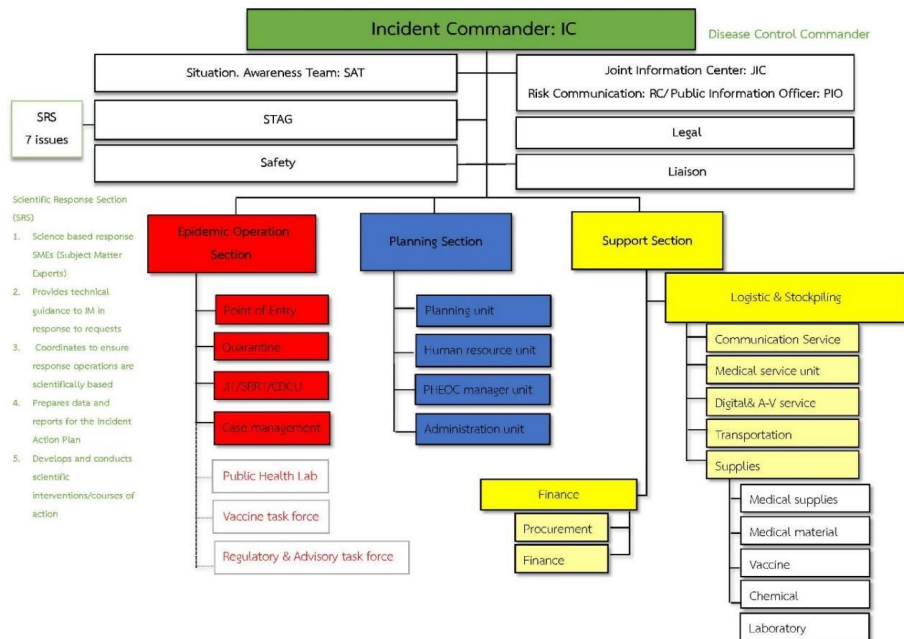 Incident Commander: IC
Disease Control Commander
Situation. Awareness Team: SAT
Joint Information Center: JIC
Risk Communication: RC/ Public Information Officer: PIO
SRS
7 issues
STAG
Legal
Safety
Liaison
Scientific Response Section
(SRS)
1. Science based response
SMEs (Subject Matter
Experts)
2. Provides technical
guidance to IM in
response to requests
3. Coordinates to ensure
response operations are
scientifically based
4. Prepares data and
reports for the Incident
Action Plan
5. Develops and conducts
scientific
interventions/courses of
action
Epidemic Operation
Section
Point of Entry
Quarantine
JIT/SRRT/CDCU
Case management
Public Health Lab
Vaccine task force
Regulatory & Advisory task force
Planning Section
Planning unit
Human resource unit
PHEOC manager unit
Administration unit
Support Section
Logistic & Stockpiling
Communication Service
Medical service unit
Digital& A-V service
Transportation
Supplies
Medical supplies
Medical material
Vaccine
Chemical
Laboratory
Finance
Procurement
Finance